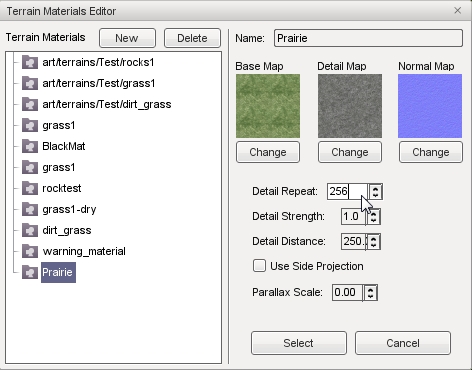 Terrain Materials Editor
Terrain Materials
New
Delete
art/terrains/Test/rocks1
art/terrains/Test/grass1
art/terrains/Test/dirt_grass
grass1
BlackMat
grass1
rocktest
grass1-dry
dirt_grass
warning_material
Prairie
Name: Prairie
Base Map Detail Map Normal Map
Change Change Change
Detail Repeat: 256
Detail Strength: 1.0
Detail Distance: 250.
Use Side Projection
Parallax Scale: 0.00
Select Cancel